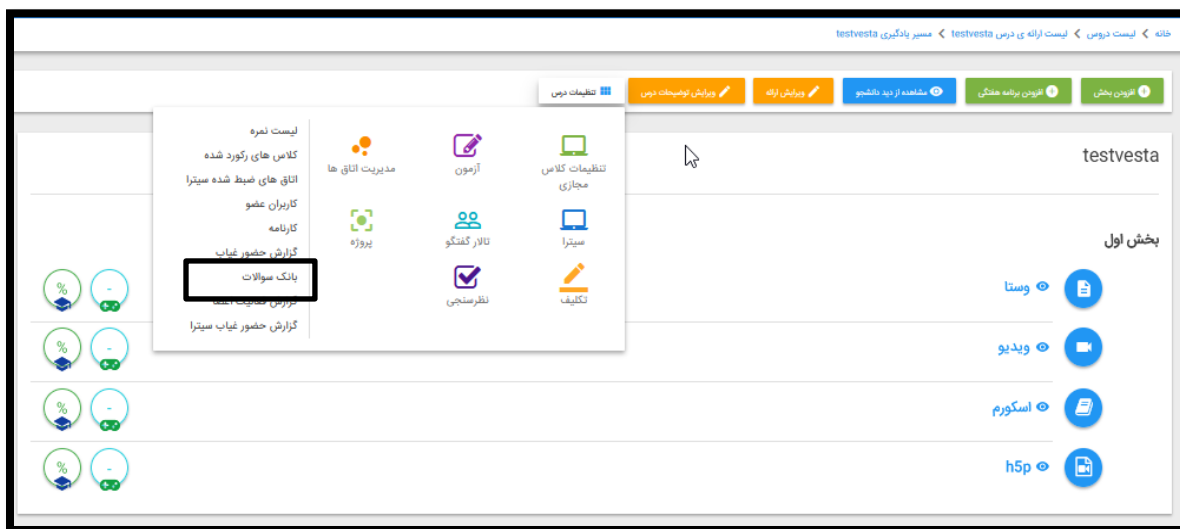 خانه ❯ لیست دروس ❯ لیست ارائه ی درس testvesta ❯ مسیر یادگیری testvesta
افزودن بخش
افزودن برنامه هفتگی
مشاهده از دید دانشجو
ویرایش ارائه
ویرایش توضیحات درس
تنظیمات درس
testvesta
تنظیمات کلاس
مجازی
آزمون
مدیریت اتاق ها
سیترا
تالار گفتگو
پروژه
تکلیف
نظرسنجی
لیست نمره
کلاس های رکورد شده
اتاق های ضبط شده سیترا
کاربران عضو
کارنامه
گزارش حضور غیاب
بانک سوالات
گزارش فعالیت اعضا
گزارش حضور غیاب سیترا
بخش اول
وستا
- %
ویدیو
- %
اسکورم
- %
h5p
- %